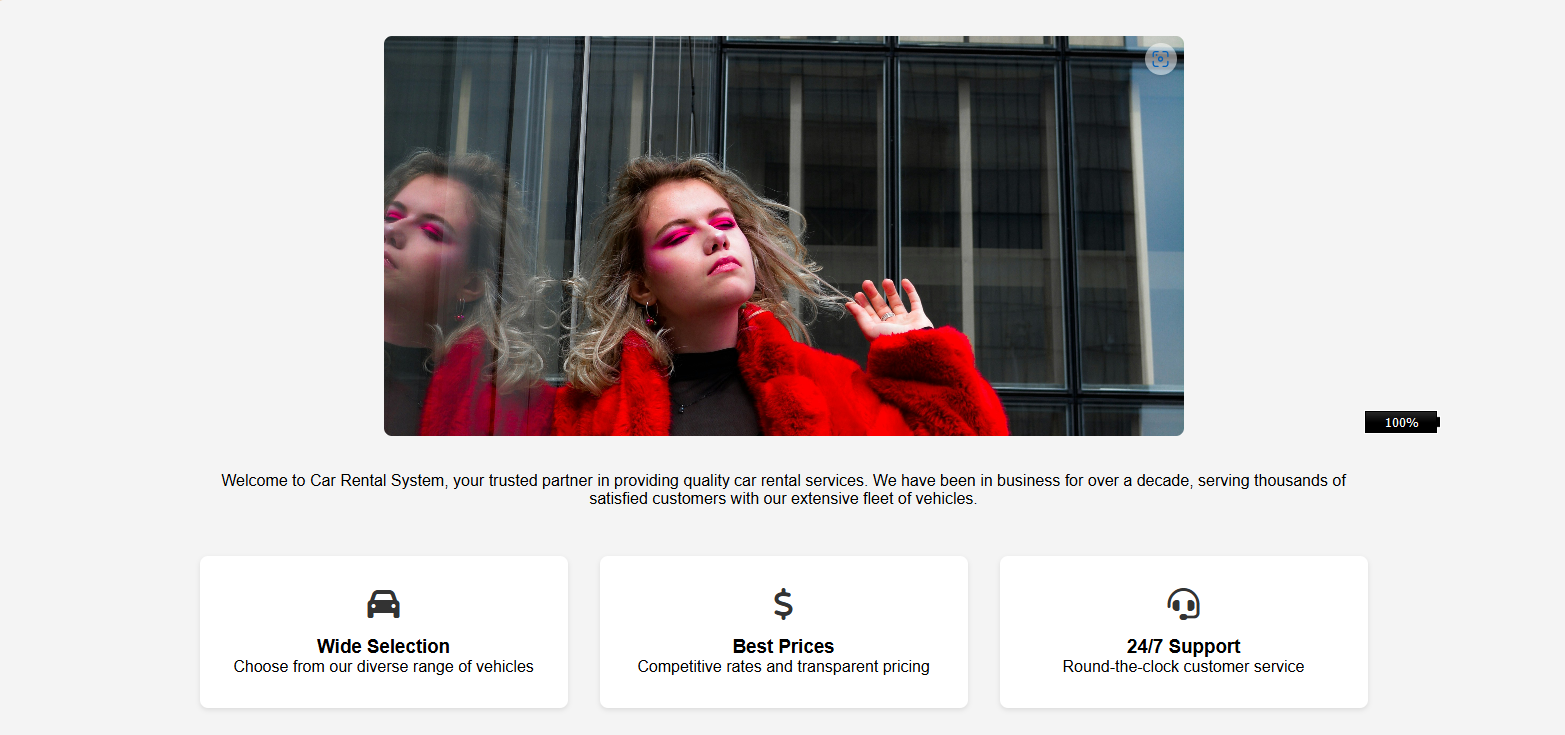 100%
Welcome to Car Rental System, your trusted partner in providing quality car rental services. We have been in business for over a decade, serving thousands of
satisfied customers with our extensive fleet of vehicles.
Wide Selection
Choose from our diverse range of vehicles
Best Prices
Competitive rates and transparent pricing
24/7 Support
Round-the-clock customer service